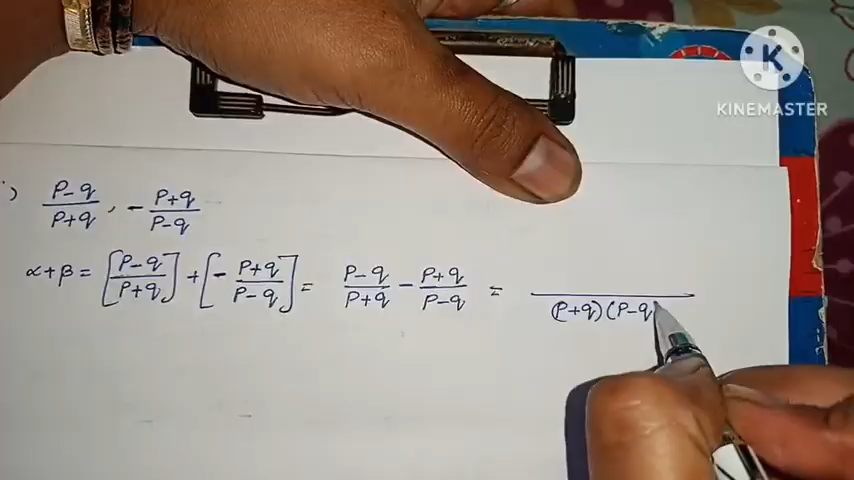 K
KINEMASTER
i) P-q/P+q , - P+q/P-q
α+β = [P-q/P+q] + [- P+q/P-q] = P-q/P+q - P+q/P-q = /(P+q)(P-q